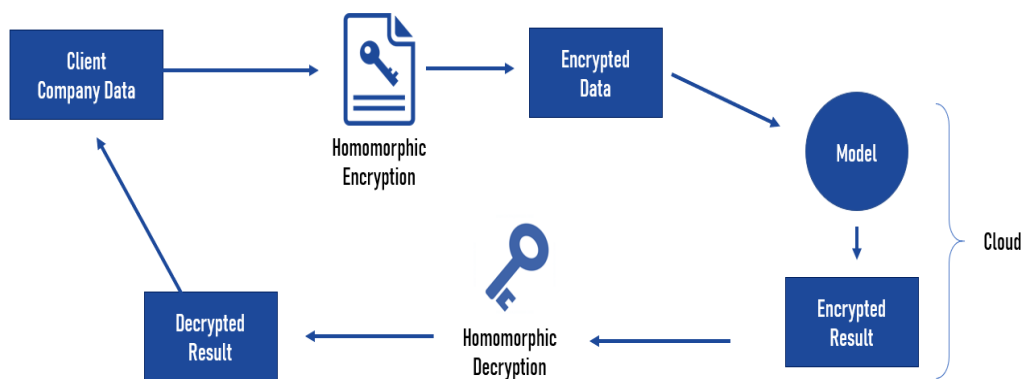 Client
Company Data
Homomorphic
Encryption
Encrypted
Data
Model
Cloud
Encrypted
Result
Homomorphic
Decryption
Decrypted
Result